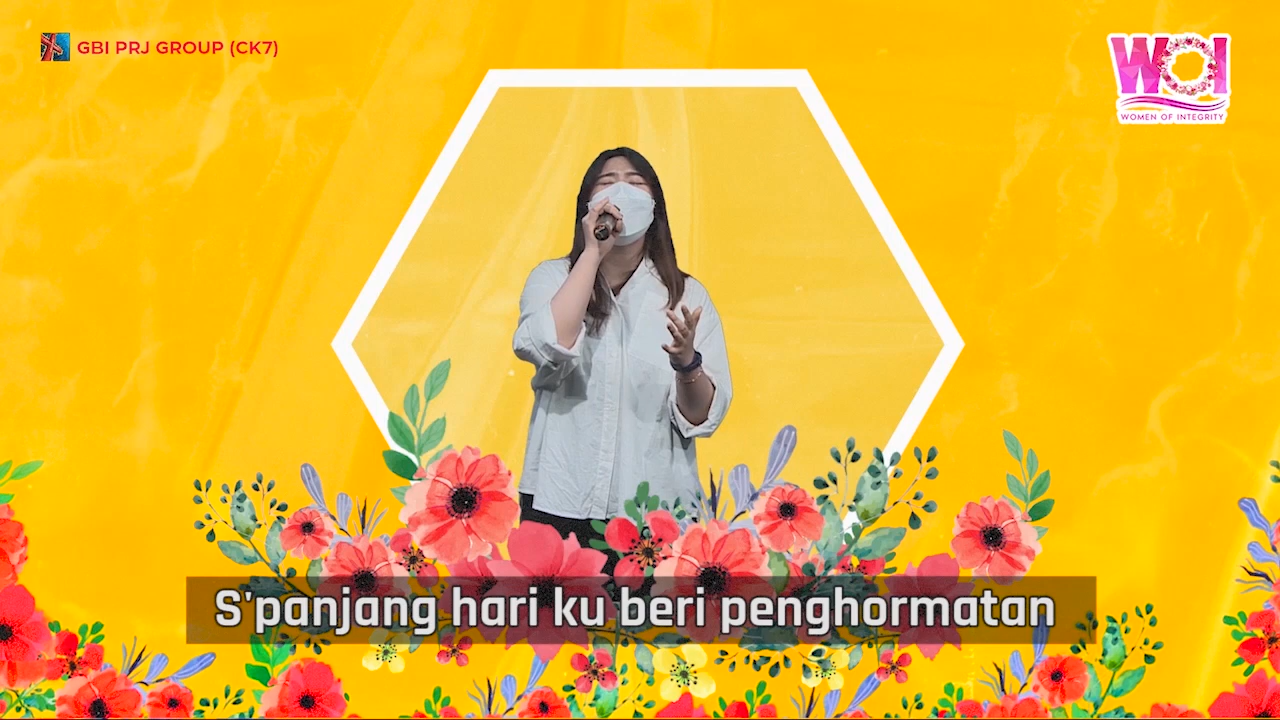 GBI PRJ GROUP (CK7)
WOI
WOMEN OF INTEGRITY
S'panjang hari ku beri penghormatan